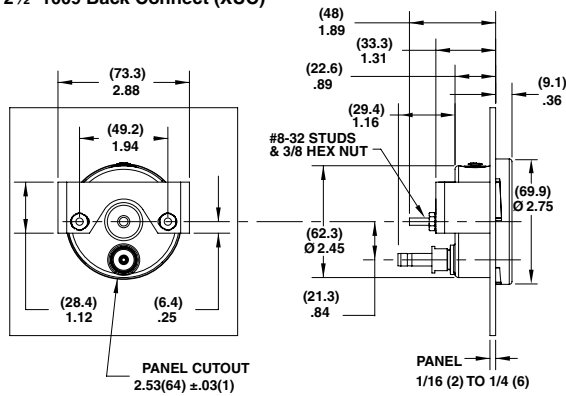 2½ 1009 Back Connect (XUC)
(48)
1.89
(33.3)
1.31
(73.3)
2.88
(22.6)
.89
(9.1)
.36
(49.2)
1.94
(29.4)
1.16
#8-32 STUDS
& 3/8 HEX NUT
(69.9)
Ø 2.75
(62.3)
Ø 2.45
(28.4)
1.12
(6.4)
.25
(21.3)
.84
PANEL CUTOUT
2.53(64) ±.03(1)
PANEL
1/16 (2) TO 1/4 (6)